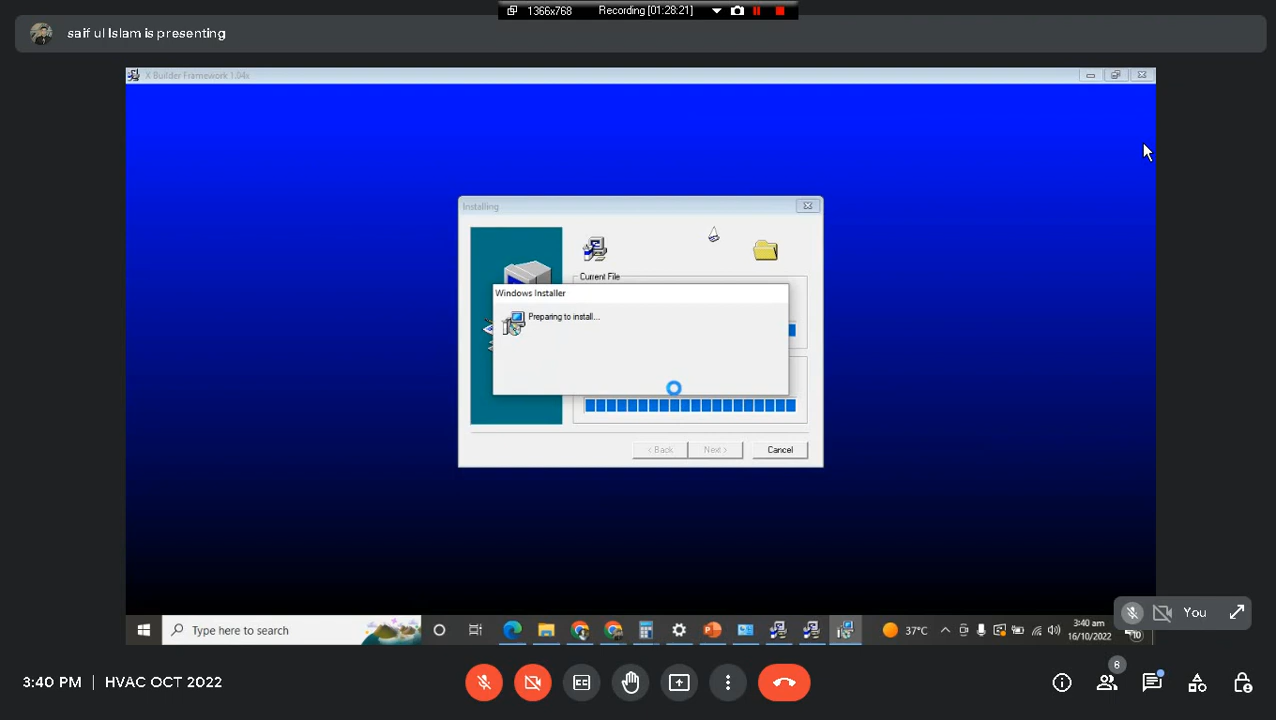 1366x768 Recording [01:28:21]
saif ul Islam is presenting
X Builder Framework 1.04x
Installing
Current File
Windows Installer
Preparing to install...
< Back Next > Cancel
You
Type here to search
37°C
3:40 am
16/10/2022
10
3:40 PM | HVAC OCT 2022
8